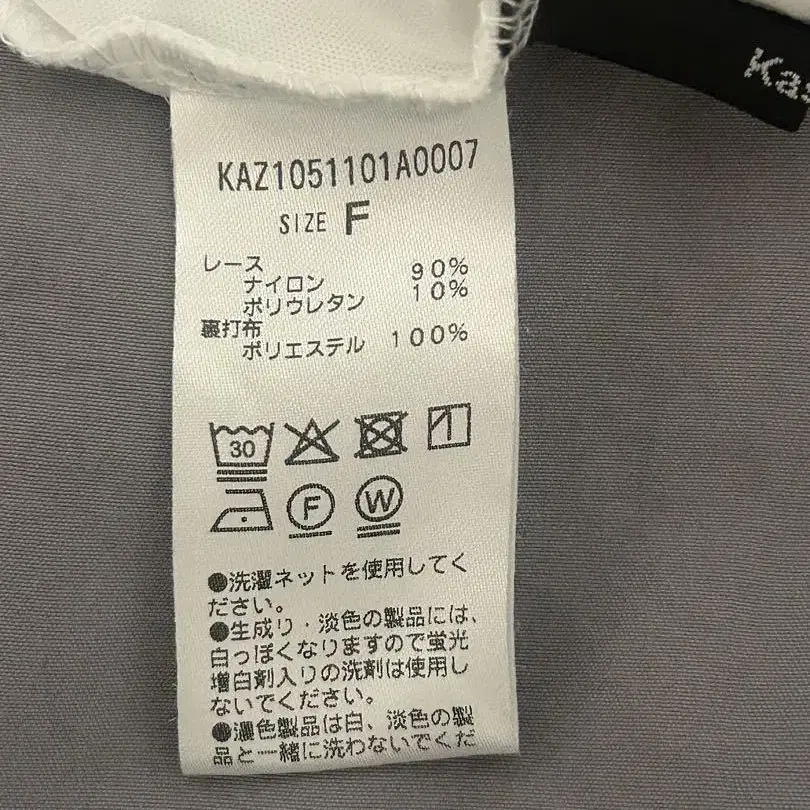 KAZ1051101A0007
SIZE F
レース
ナイロン 90%
ポリウレタン 10%
裏打布
ポリエステル 100%
30
F W
●洗濯ネットを使用してく
ださい。
●生成り・淡色の製品には、
白っぽくなりますので蛍光
増白剤入りの洗剤は使用し
ないでください。
●濃色製品は白、淡色の製
品と一緒に洗わないでくだ